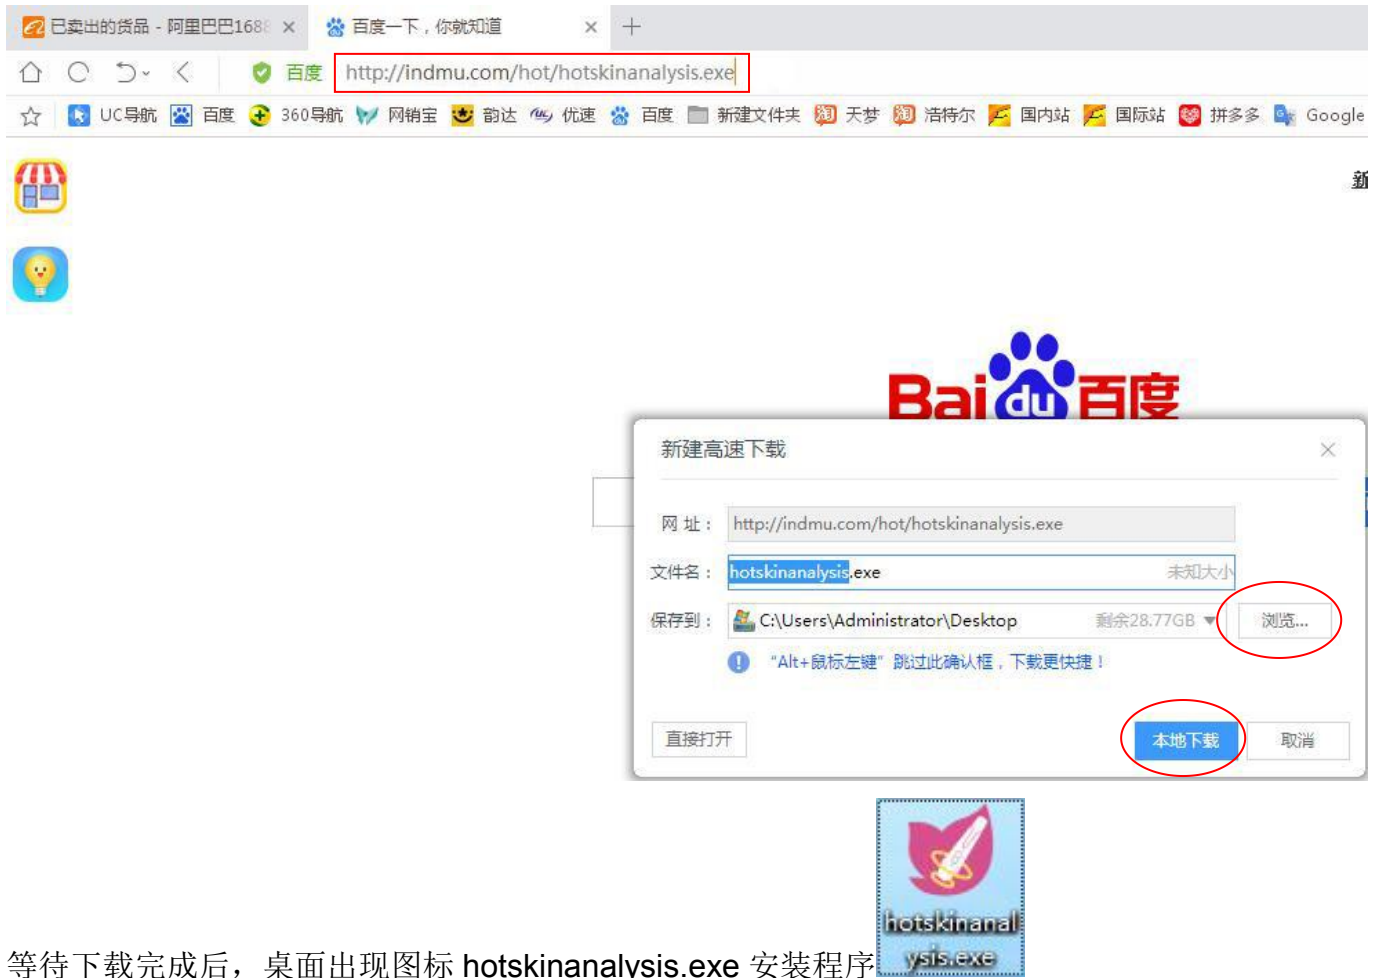 已卖出的货品 - 阿里巴巴1688
百度一下，你就知道
百度 http://indmu.com/hot/hotskinanalysis.exe
UC导航 百度 360导航 网销宝 韵达 优速 百度 新建文件夹 天梦 浩特尔 国内站 国际站 拼多多 Google
新
Bai du 百度
新建高速下载
网 址： http://indmu.com/hot/hotskinanalysis.exe
文件名： hotskinanalysis.exe 未知大小
保存到： C:\Users\Administrator\Desktop 剩余28.77GB 浏览...
“Alt+鼠标左键” 跳过此确认框，下载更快捷！
直接打开 本地下载 取消
hotskinanal
ysis.exe
等待下载完成后，桌面出现图标 hotskinanalysis.exe 安装程序